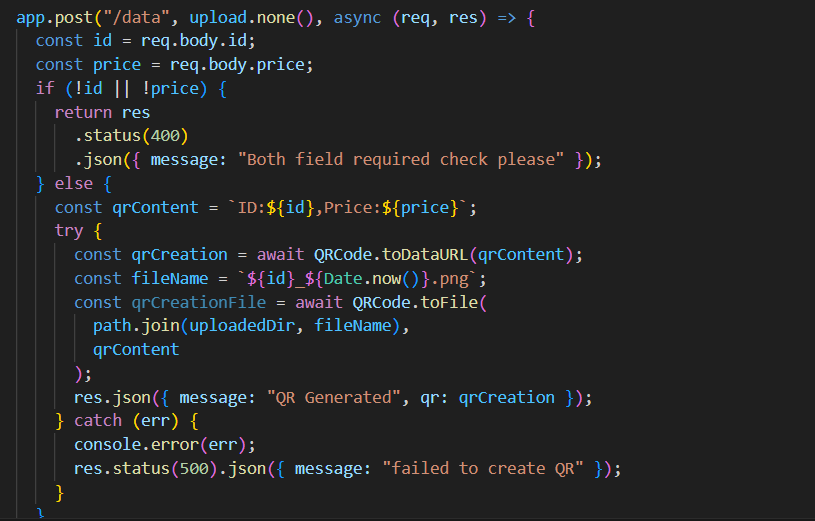 app.post("/data", upload.none(), async (req, res) => {
  const id = req.body.id;
  const price = req.body.price;
  if (!id || !price) {
    return res
      .status(400)
      .json({ message: "Both field required check please" });
  } else {
    const qrContent = `ID:${id},Price:${price}`;
    try {
      const qrCreation = await QRCode.toDataURL(qrContent);
      const fileName = `${id}_${Date.now()}.png`;
      const qrCreationFile = await QRCode.toFile(
        path.join(uploadedDir, fileName),
        qrContent
      );
      res.json({ message: "QR Generated", qr: qrCreation });
    } catch (err) {
      console.error(err);
      res.status(500).json({ message: "failed to create QR" });
    }
  }